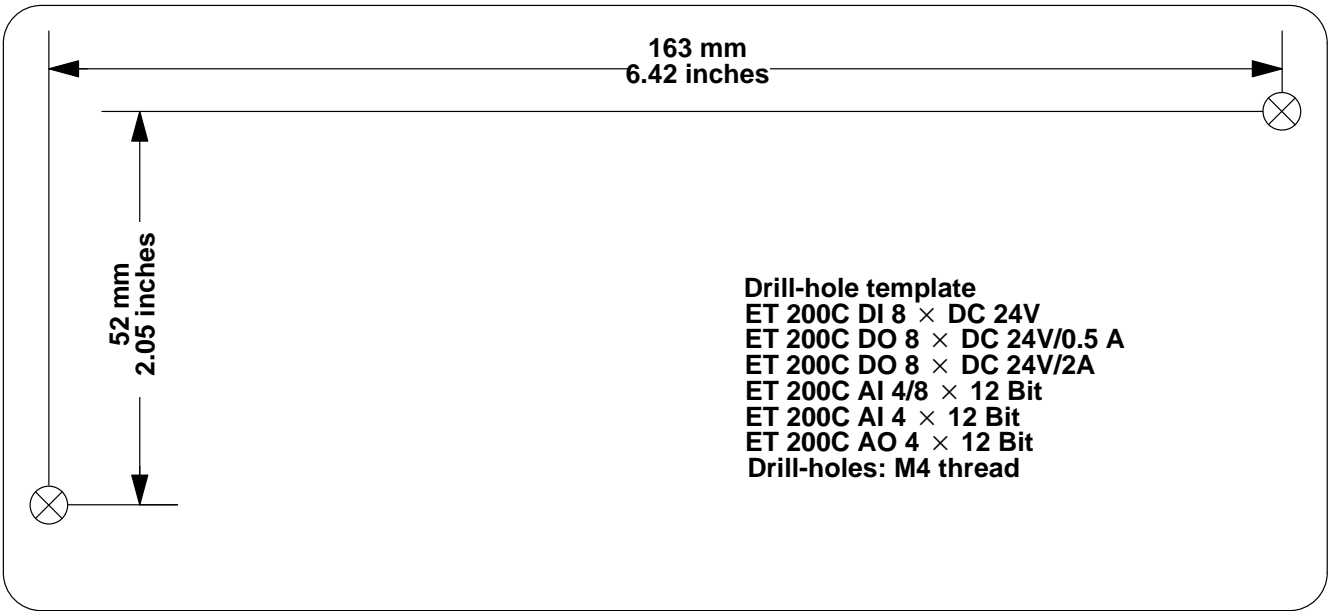 163 mm
6.42 inches
52 mm
2.05 inches
Drill-hole template
ET 200C DI 8 × DC 24V
ET 200C DO 8 × DC 24V/0.5 A
ET 200C DO 8 × DC 24V/2A
ET 200C AI 4/8 × 12 Bit
ET 200C AI 4 × 12 Bit
ET 200C AO 4 × 12 Bit
Drill-holes: M4 thread